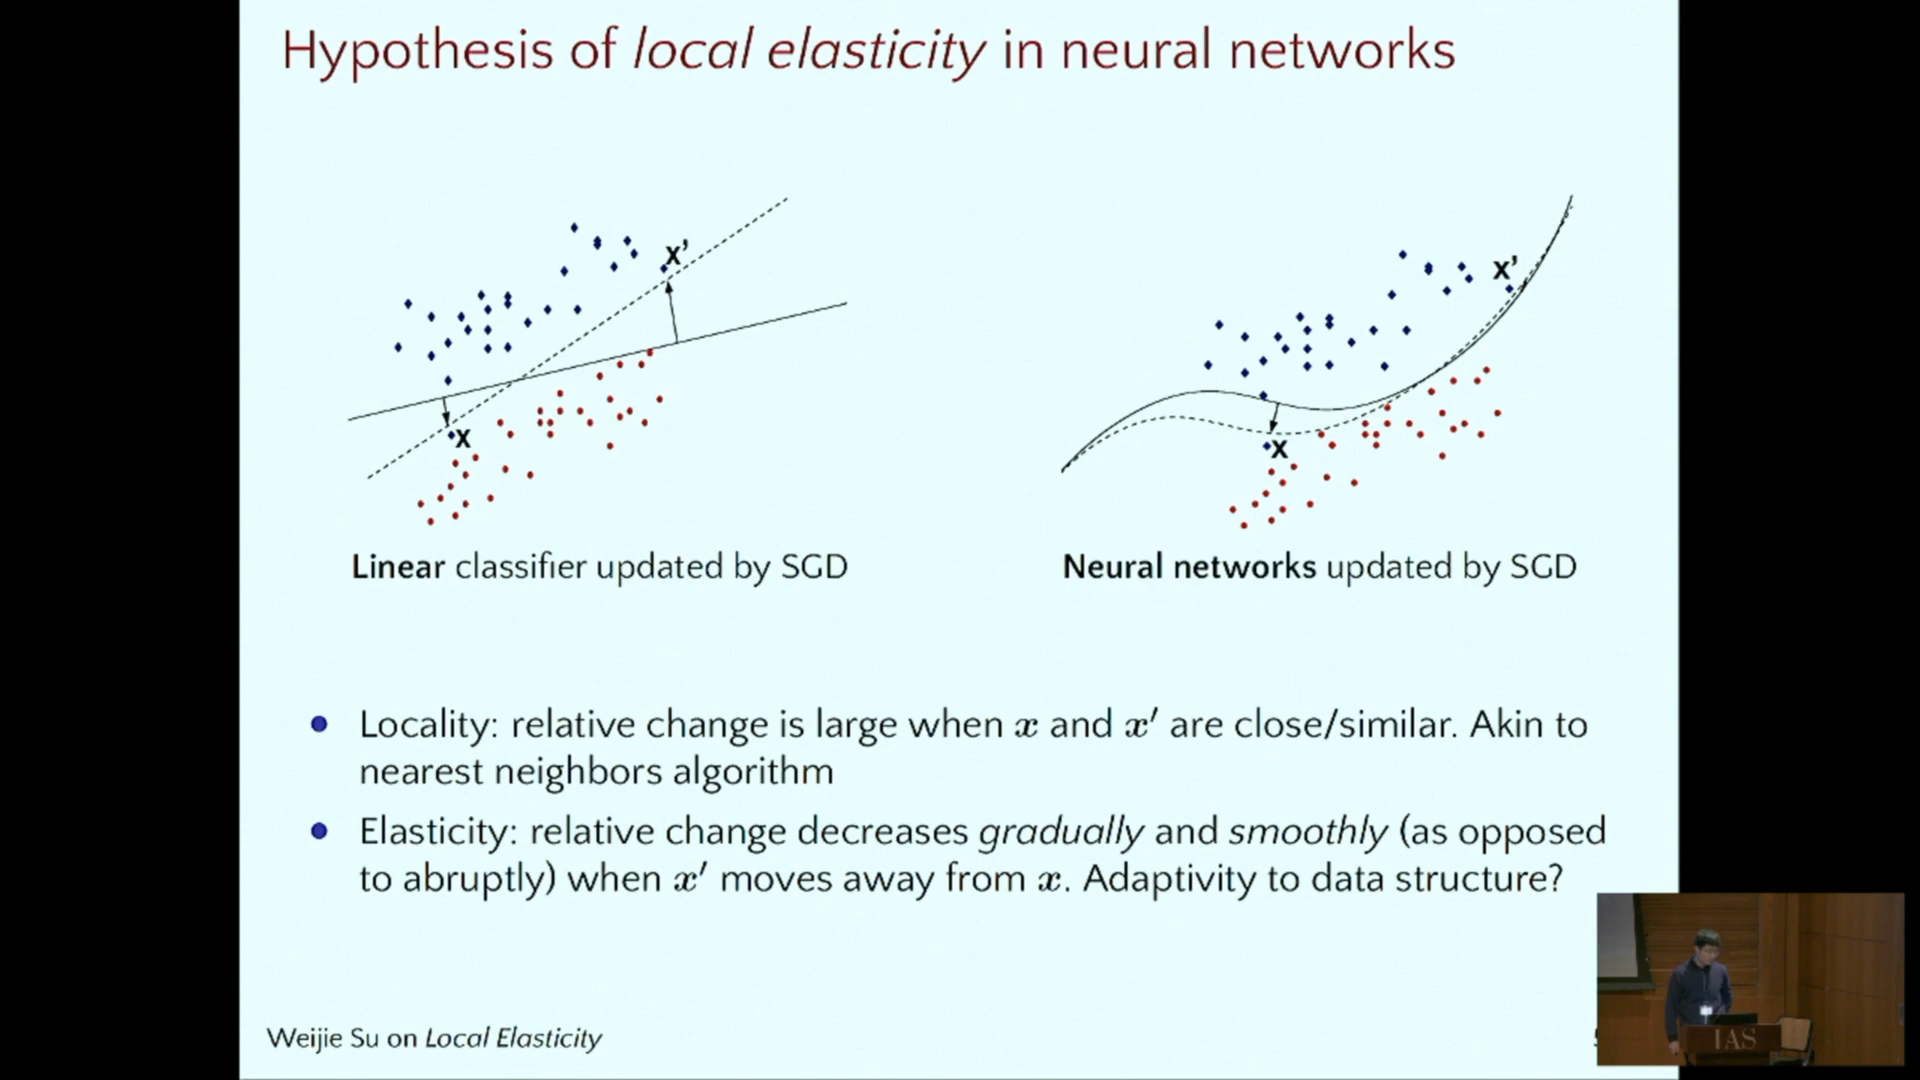 Hypothesis of local elasticity in neural networks
x'
x'
x
x
Linear classifier updated by SGD
Neural networks updated by SGD
Locality: relative change is large when x and x′ are close/similar. Akin to
nearest neighbors algorithm
Elasticity: relative change decreases gradually and smoothly (as opposed
to abruptly) when x′ moves away from x. Adaptivity to data structure?
Weijie Su on Local Elasticity
IAS